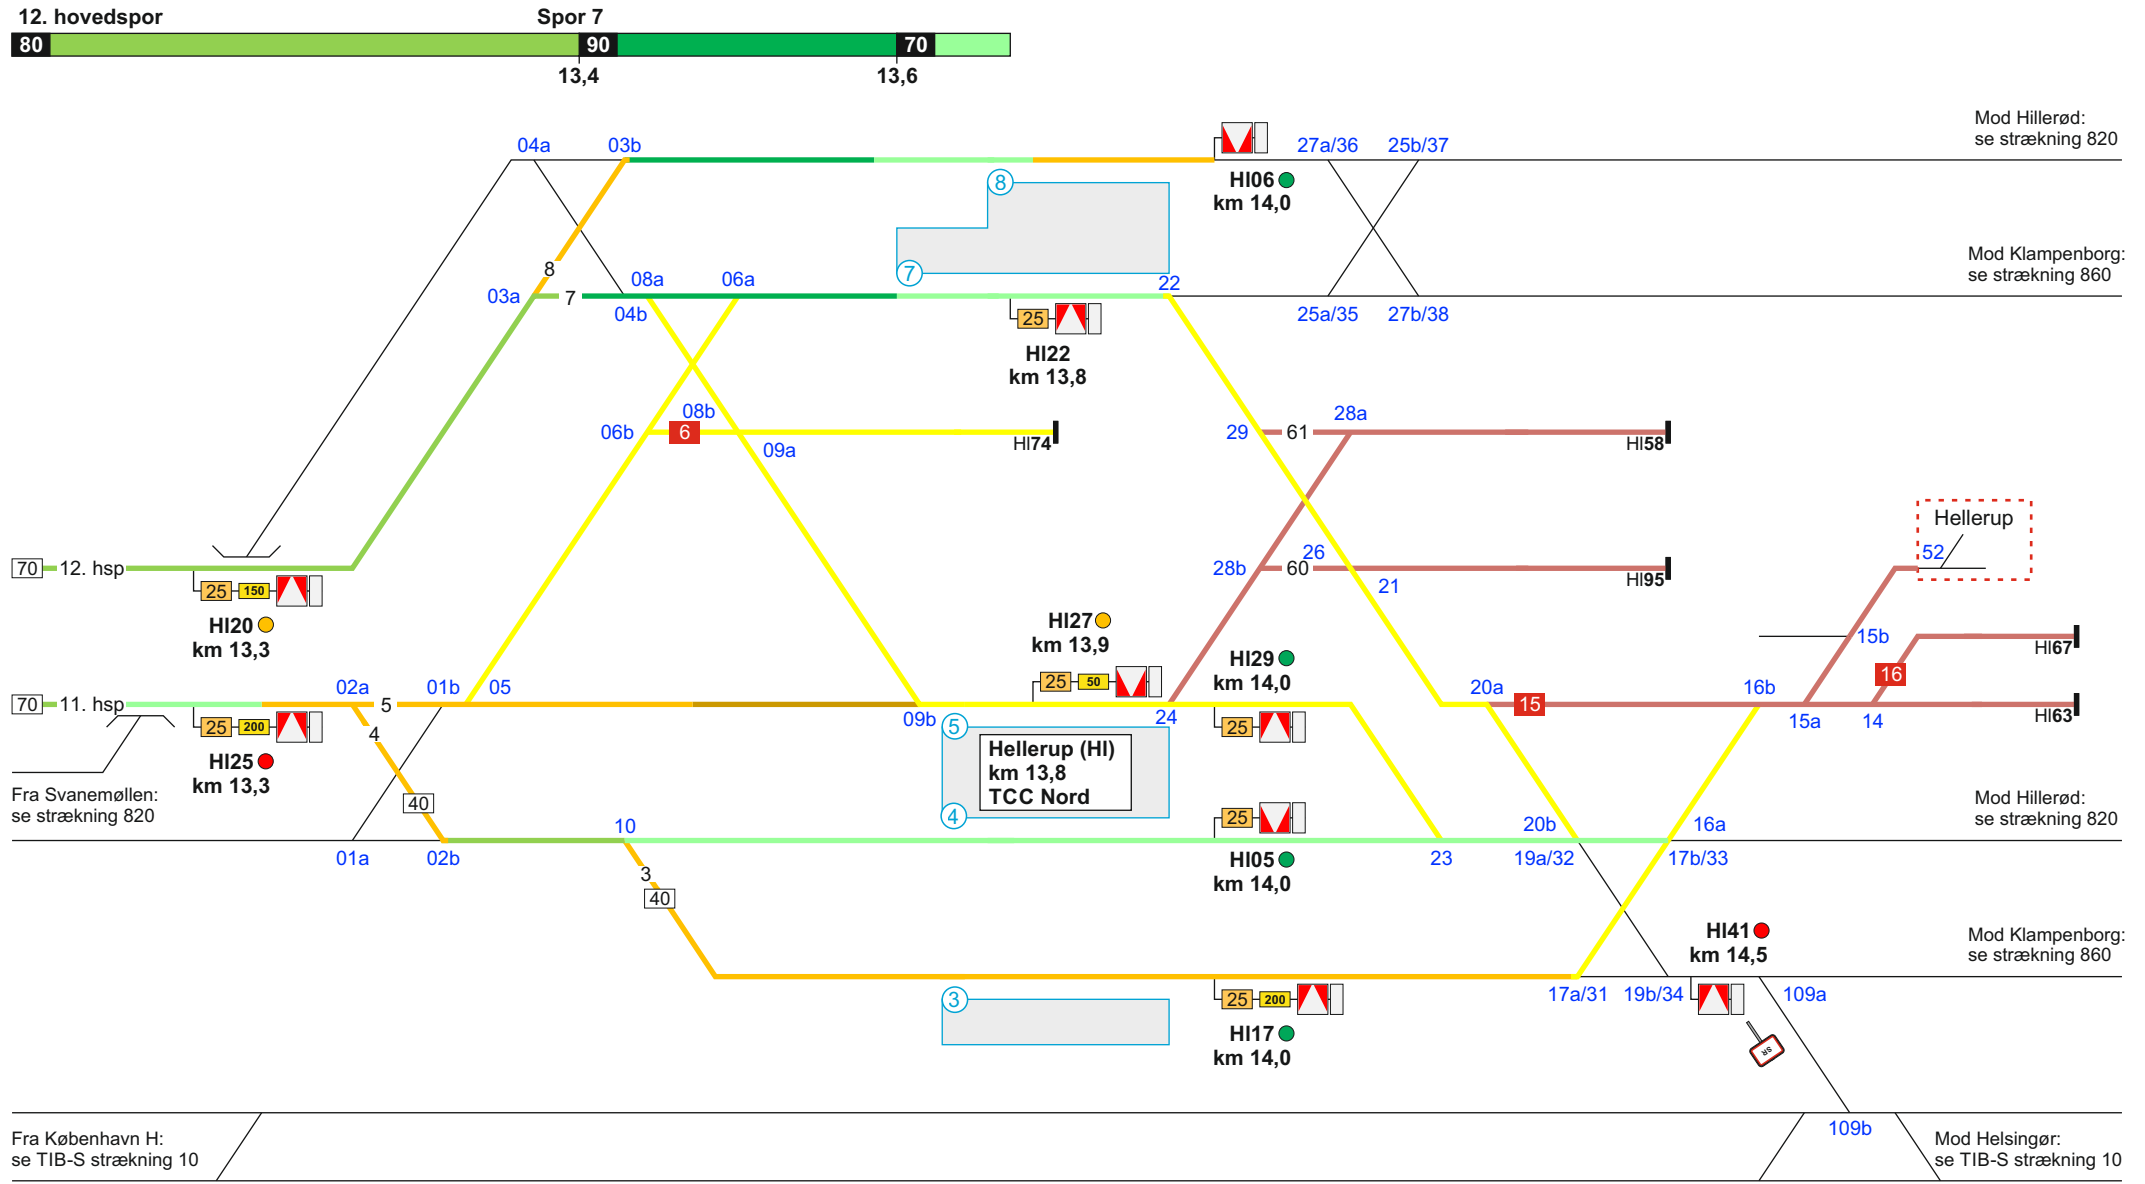 12. hovedspor Spor 7
80 90 70
13,4 13,6
Mod Hillerød:
se strækning 820
04a 03b 27a/36 25b/37
HI06
km 14,0
8
7
Mod Klampenborg:
se strækning 860
8
03a 7 08a 06a 22
04b 25a/35 27b/38
25
HI22
km 13,8
08b 28a
06b 6 29 61
09a HI74 HI58
Hellerup
52
70 12. hsp 28b 60 26
25 150 21 HI95
HI20
km 13,3
HI27
km 13,9
15b
HI67
25 50
HI29
km 14,0
16
70 11. hsp 02a 5 01b 05 20a 15 16b
09b 24 15a 14 HI63
25 200 4 5 25
HI25
km 13,3
Hellerup (HI)
km 13,8
TCC Nord
4
Fra Svanemøllen:
se strækning 820
40 25
Mod Hillerød:
se strækning 820
10 20b 16a
01a 02b HI05 23 19a/32 17b/33
km 14,0
3
40
HI41
km 14,5
Mod Klampenborg:
se strækning 860
3 25 200 17a/31 19b/34 109a
HI17
km 14,0
SR
Fra København H:
se TIB-S strækning 10
109b
Mod Helsingør:
se TIB-S strækning 10